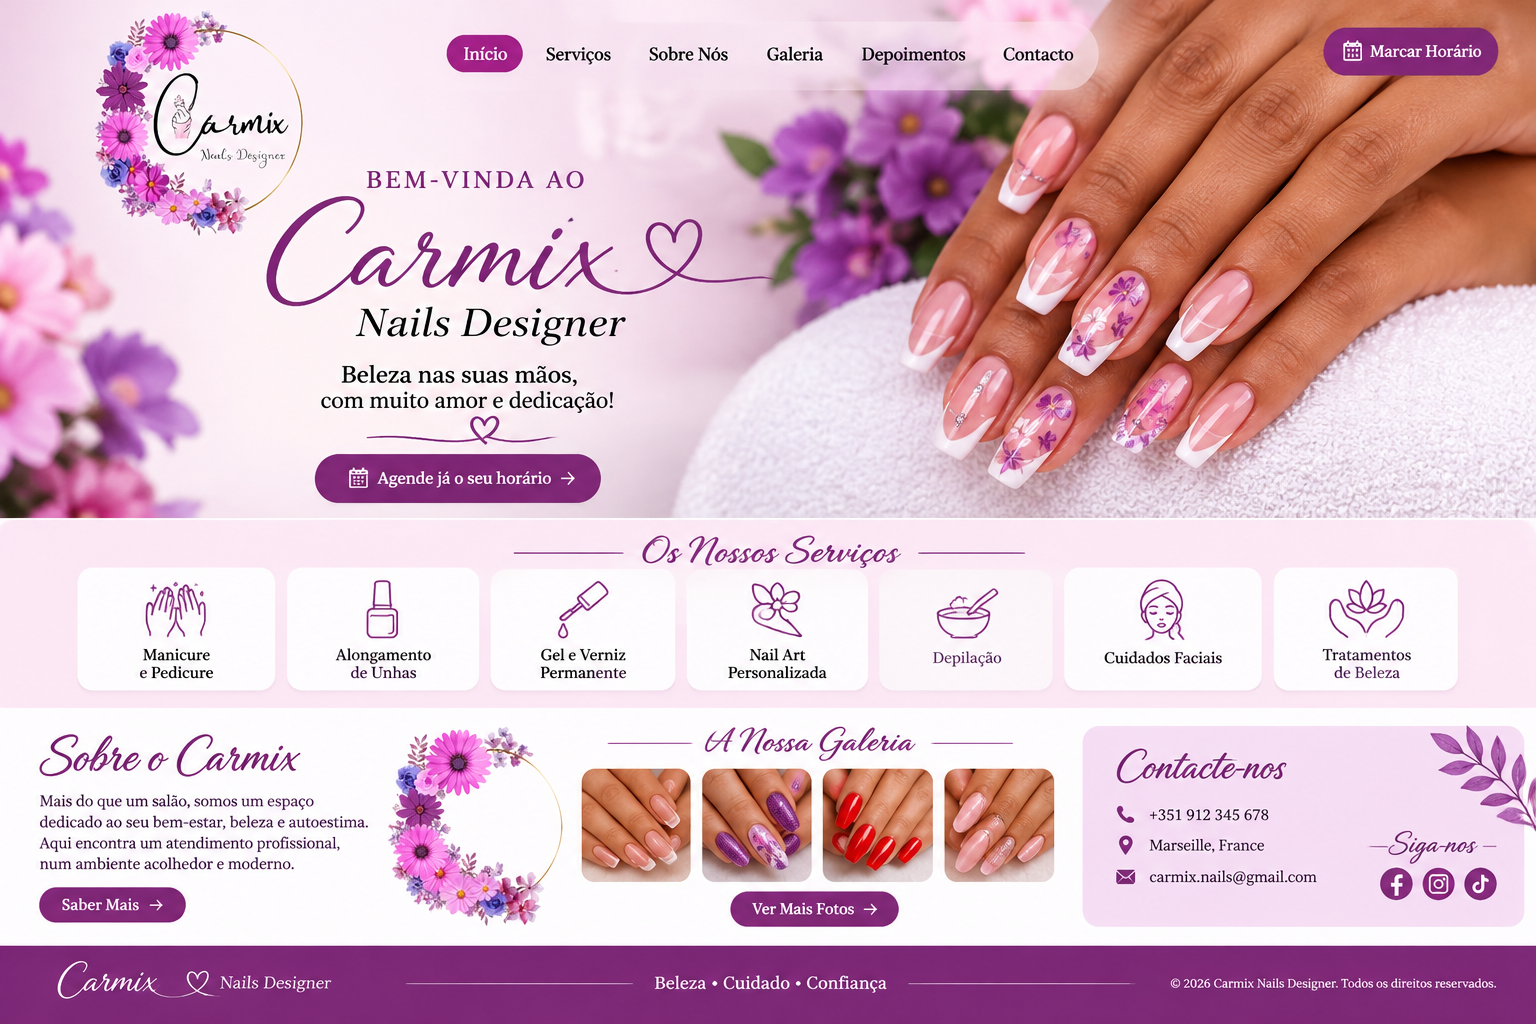 Carmix
Nails Designer
Início
Serviços
Sobre Nós
Galeria
Depoimentos
Contacto
Marcar Horário
BEM-VINDA AO
Carmix
Nails Designer
Beleza nas suas mãos,
com muito amor e dedicação!
Agende já o seu horário →
Os Nossos Serviços
Manicure
e Pedicure
Alongamento
de Unhas
Gel e Verniz
Permanente
Nail Art
Personalizada
Depilação
Cuidados Faciais
Tratamentos
de Beleza
Sobre o Carmix
Mais do que um salão, somos um espaço
dedicado ao seu bem-estar, beleza e autoestima.
Aqui encontra um atendimento profissional,
num ambiente acolhedor e moderno.
Saber Mais →
A Nossa Galeria
Ver Mais Fotos →
Contacte-nos
+351 912 345 678
Marseille, France
carmix.nails@gmail.com
Siga-nos
Carmix Nails Designer
Beleza • Cuidado • Confiança
© 2026 Carmix Nails Designer. Todos os direitos reservados.